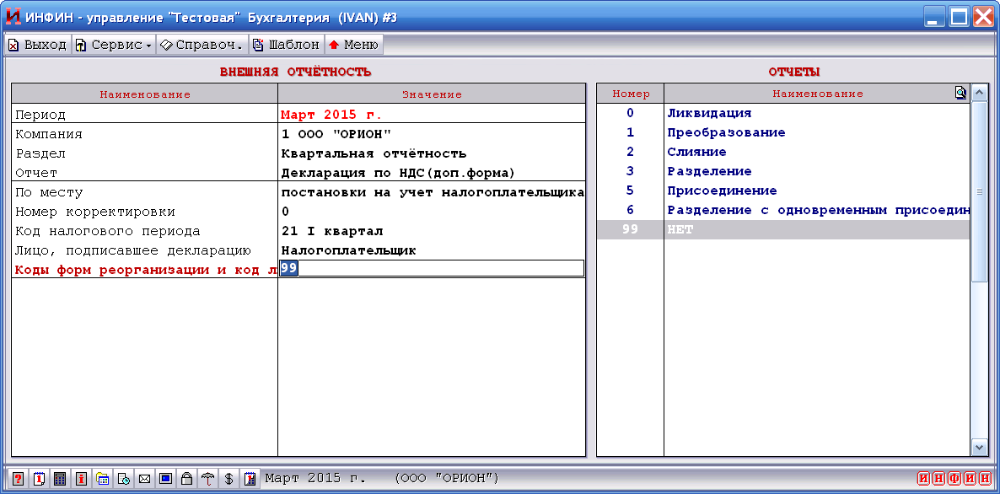 ИНФИН - управление "Тестовая" Бухгалтерия (IVAN) #3
Выход Сервис Справоч. Шаблон Меню
ВНЕШНЯЯ ОТЧЁТНОСТЬ
Наименование Значение
Период Март 2015 г.
Компания 1 ООО "ОРИОН"
Раздел Квартальная отчётность
Отчет Декларация по НДС(доп.форма)
По месту постановки на учет налогоплательщика
Номер корректировки 0
Код налогового периода 21 I квартал
Лицо, подписавшее декларацию Налогоплательщик
Коды форм реорганизации и код л 99
ОТЧЕТЫ
Номер Наименование
0 Ликвидация
1 Преобразование
2 Слияние
3 Разделение
5 Присоединение
6 Разделение с одновременным присоедин
99 НЕТ
Март 2015 г. (ООО "ОРИОН") ИНФИН